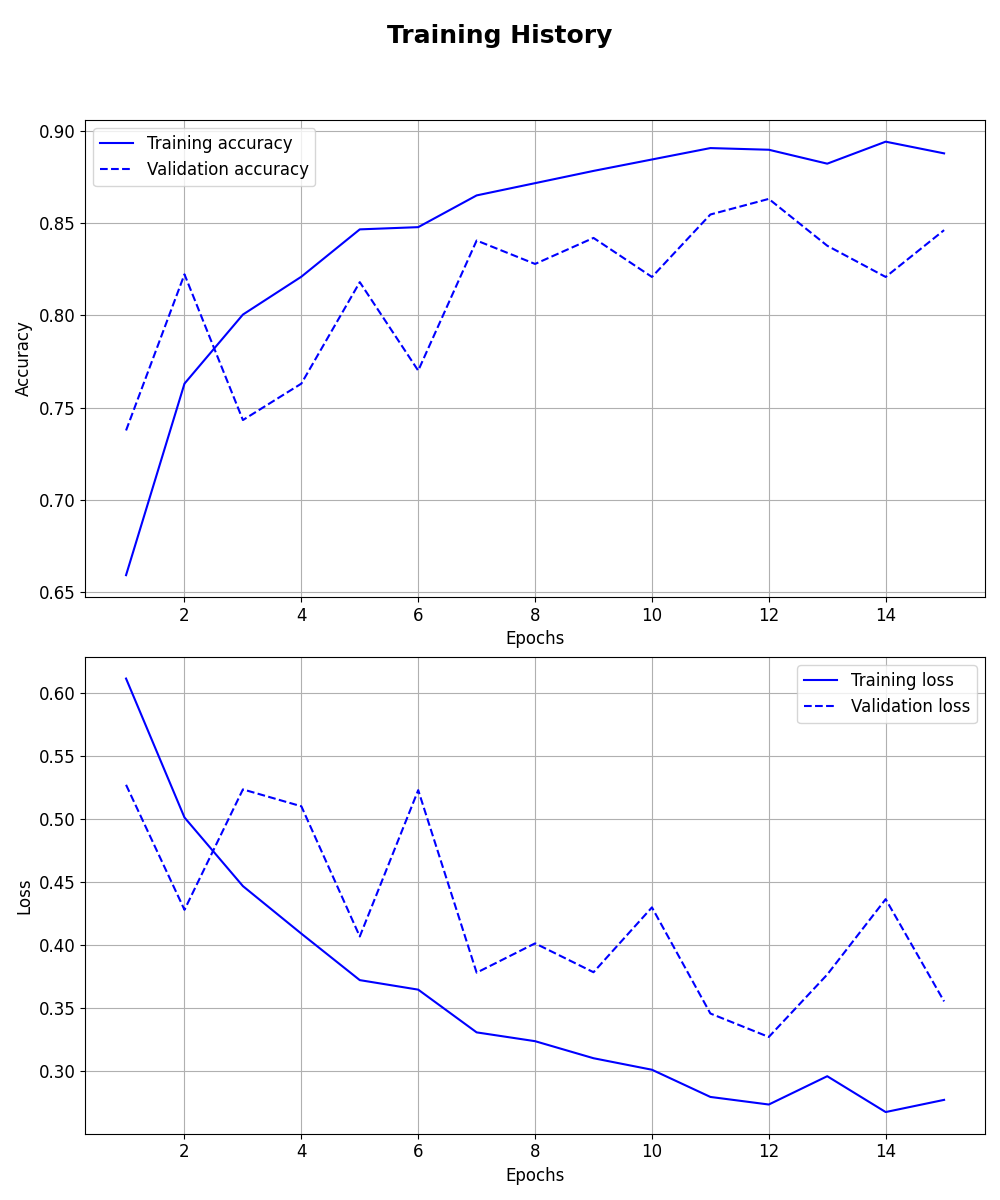 Training History
Training accuracy
Validation accuracy
0.90
0.85
0.80
0.75
0.70
0.65
Accuracy
2 4 6 8 10 12 14
Epochs
Training loss
Validation loss
0.60
0.55
0.50
0.45
0.40
0.35
0.30
Loss
2 4 6 8 10 12 14
Epochs